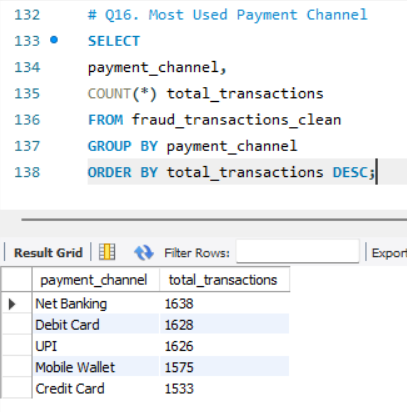 132 # Q16. Most Used Payment Channel
133 SELECT
134 payment_channel,
135 COUNT(*) total_transactions
136 FROM fraud_transactions_clean
137 GROUP BY payment_channel
138 ORDER BY total_transactions DESC;
Result Grid Filter Rows: Export
payment_channel total_transactions
Net Banking 1638
Debit Card 1628
UPI 1626
Mobile Wallet 1575
Credit Card 1533